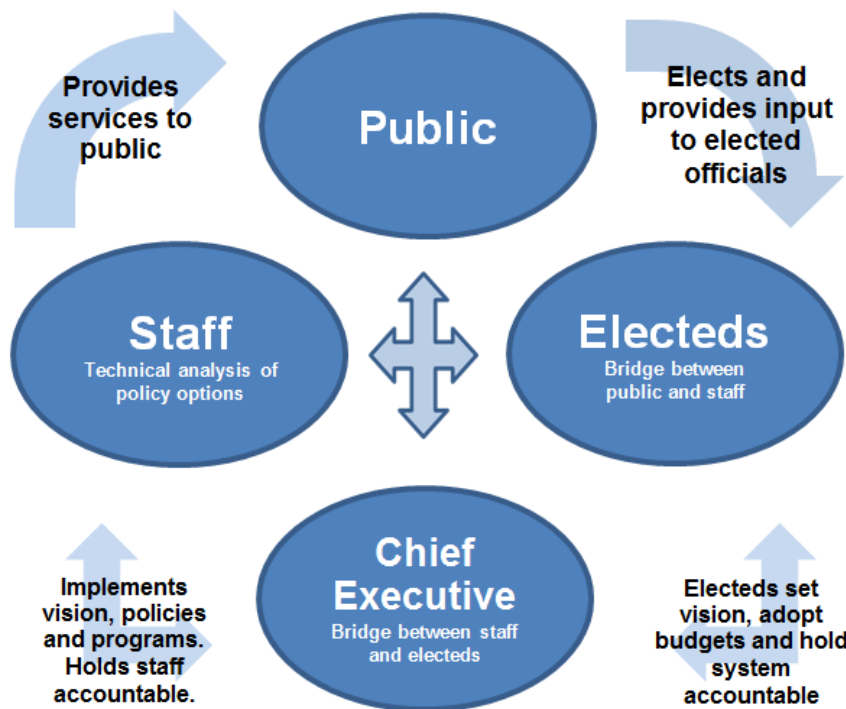 Provides
services to
public
Public
Elects and
provides input
to elected
officials
Staff
Technical analysis of
policy options
Electeds
Bridge between
public and staff
Implements
vision, policies
and programs.
Holds staff
accountable.
Chief
Executive
Bridge between staff
and electeds
Electeds set
vision, adopt
budgets and hold
system
accountable